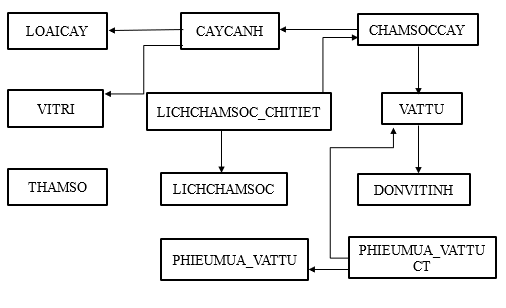 LOAICAY
CAYCANH
CHAMSOCCAY
VITRI
LICHCHAMSOC_CHITIET
VATTU
THAMSO
LICHCHAMSOC
DONVITINH
PHIEUMUA_VATTU
PHIEUMUA_VATTU
CT